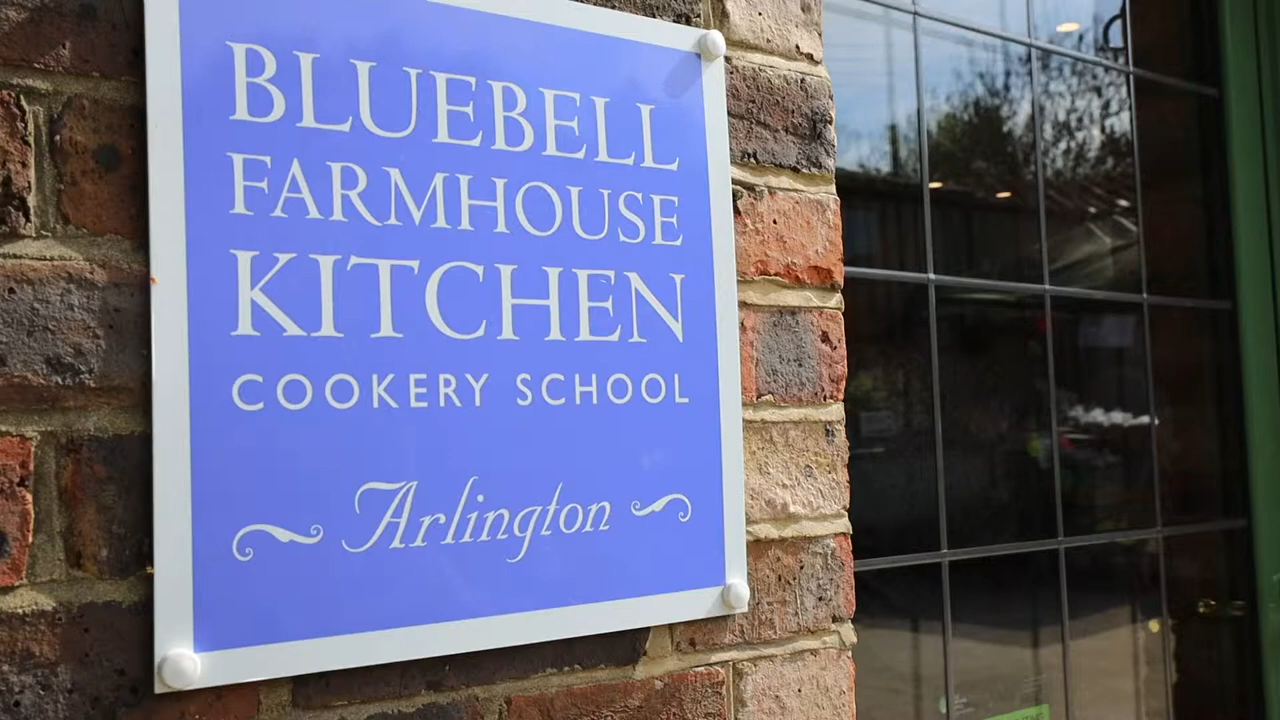 BLUEBELL
FARMHOUSE
KITCHEN
COOKERY SCHOOL
Arlington